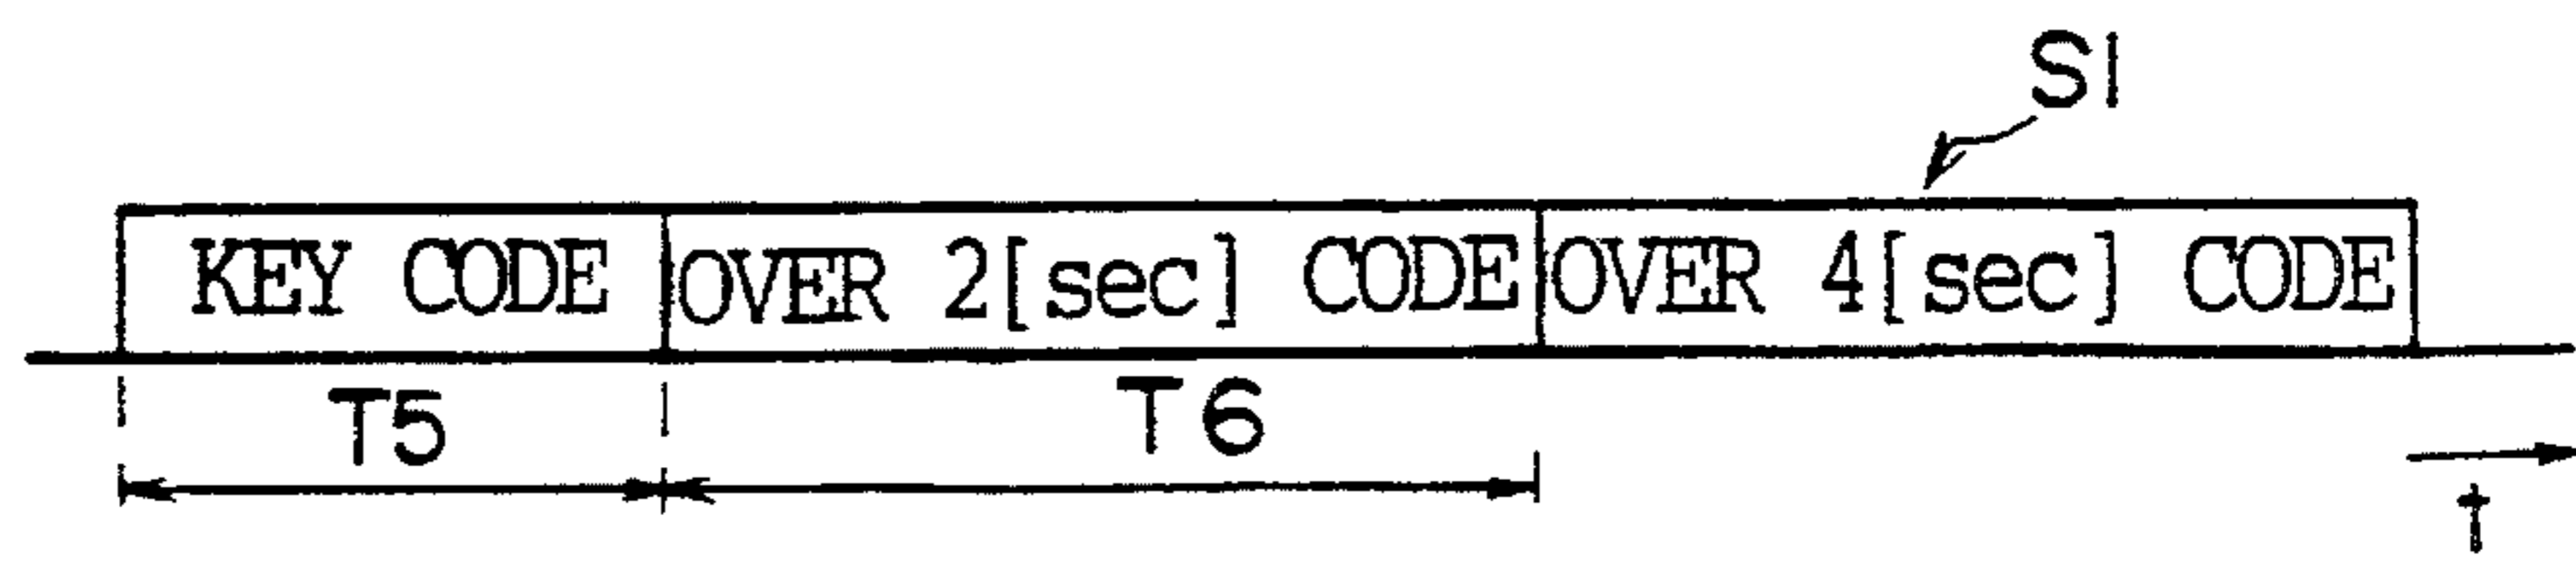 S1
KEY CODE OVER 2[sec] CODE OVER 4[sec] CODE
T5 T6
t